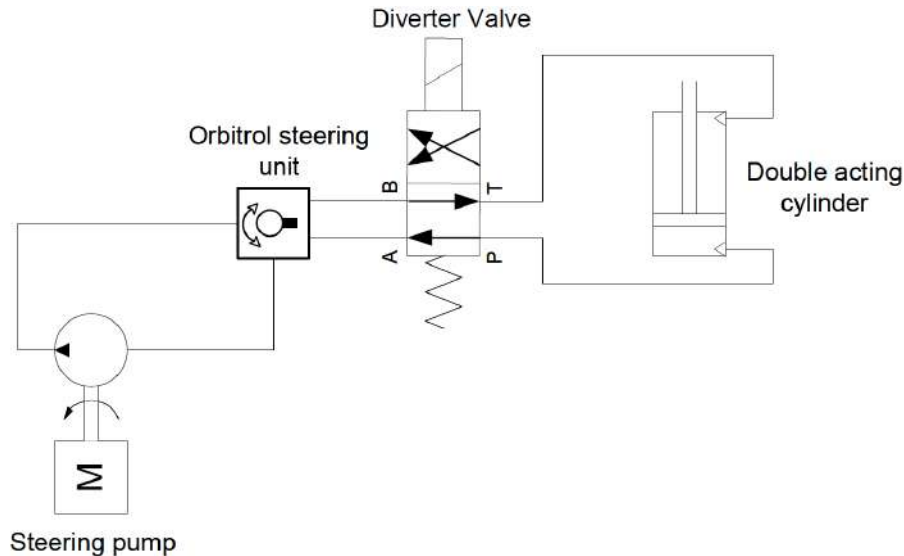 Diverter Valve
Orbitrol steering
unit
B
T
A
P
Double acting
cylinder
M
Steering pump